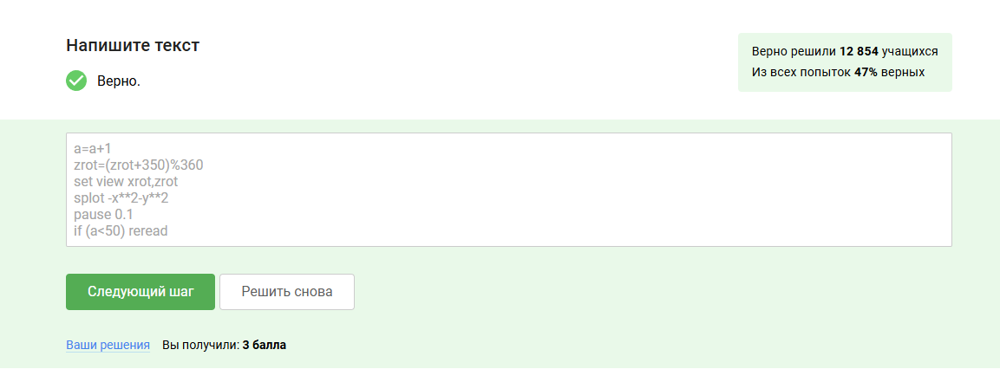 Напишите текст
Верно.
Верно решили 12 854 учащихся
Из всех попыток 47% верных
a=a+1
zrot=(zrot+350)%360
set view xrot,zrot
splot -x**2-y**2
pause 0.1
if (a<50) reread
Следующий шаг
Решить снова
Ваши решения Вы получили: 3 балла